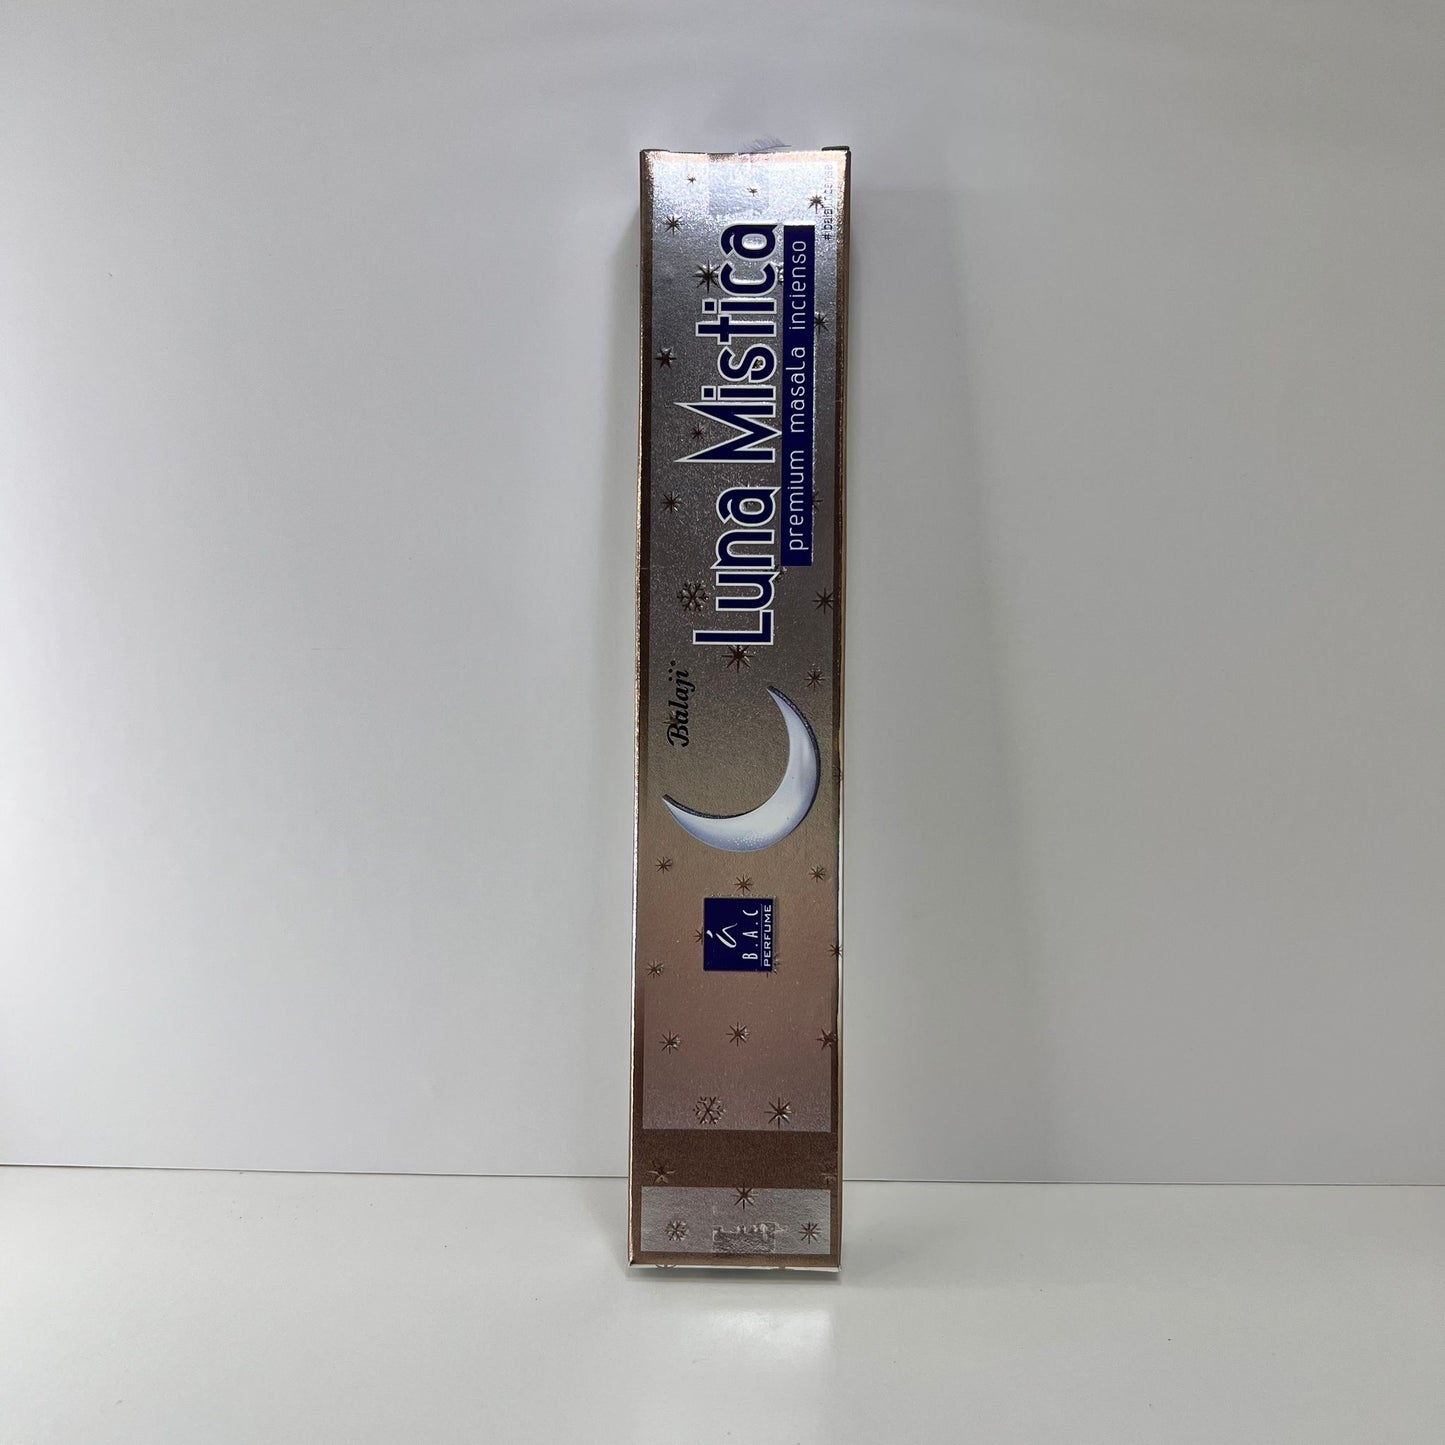 Balaji
Luna Mistica
premium masala incienso
B.A.C
PERFUME